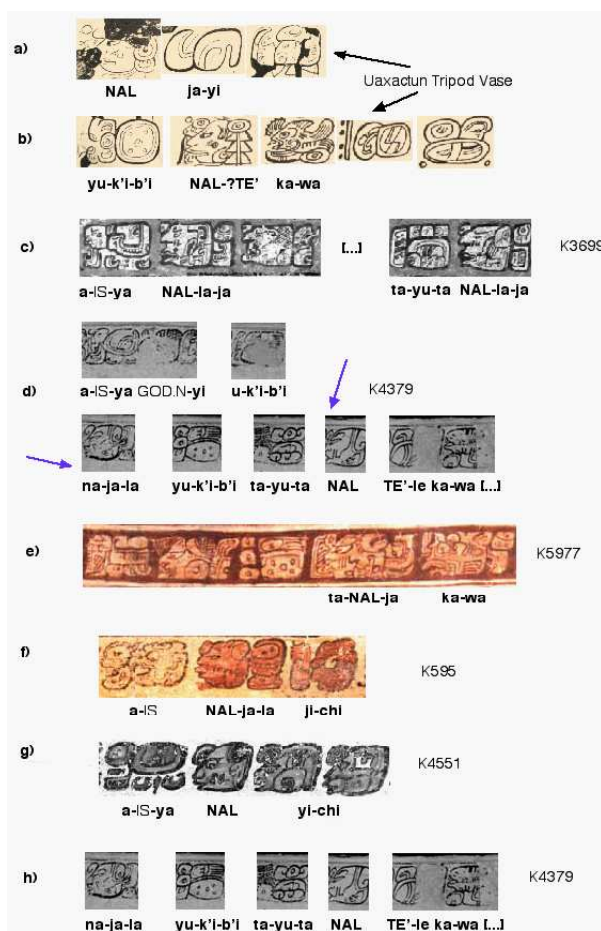 a)
Uaxactun Tripod Vase
NAL ja-yi
b)
yu-k'i-b'i NAL-?TE' ka-wa
c) [...] K3699
a-IS-ya NAL-la-ja ta-yu-ta NAL-la-ja
a-IS-ya GOD.N-yi u-k'i-b'i
d) K4379
na-ja-la yu-k'i-b'i ta-yu-ta NAL TE'-le ka-wa [...]
e) K5977
ta-NAL-ja ka-wa
f) K595
a-IS NAL-ja-la ji-chi
g) K4551
a-IS-ya NAL yi-chi
h) K4379
na-ja-la yu-k'i-b'i ta-yu-ta NAL TE'-le ka-wa [...]